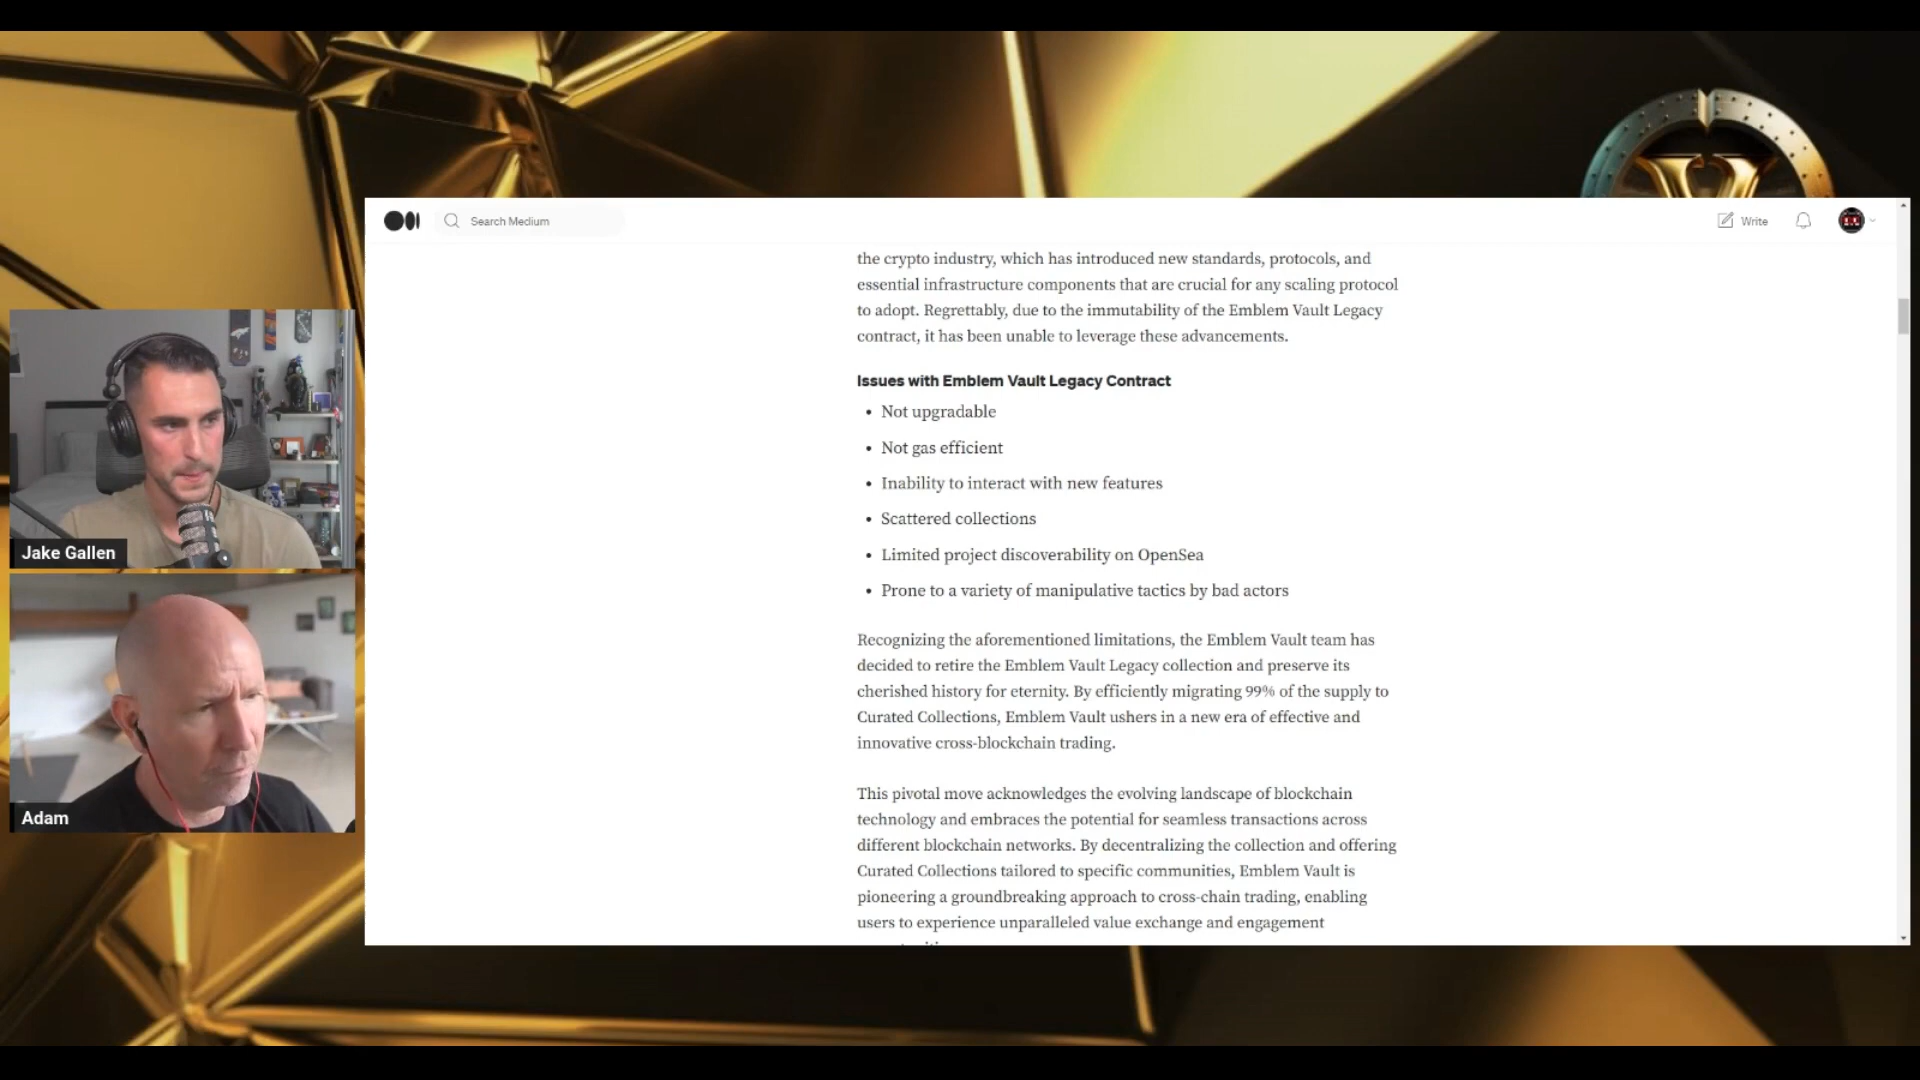 Search Medium
Write
the crypto industry, which has introduced new standards, protocols, and
essential infrastructure components that are crucial for any scaling protocol
to adopt. Regrettably, due to the immutability of the Emblem Vault Legacy
contract, it has been unable to leverage these advancements.
Issues with Emblem Vault Legacy Contract
• Not upgradable
• Not gas efficient
• Inability to interact with new features
• Scattered collections
• Limited project discoverability on OpenSea
• Prone to a variety of manipulative tactics by bad actors
Recognizing the aforementioned limitations, the Emblem Vault team has
decided to retire the Emblem Vault Legacy collection and preserve its
cherished history for eternity. By efficiently migrating 99% of the supply to
Curated Collections, Emblem Vault ushers in a new era of effective and
innovative cross-blockchain trading.
This pivotal move acknowledges the evolving landscape of blockchain
technology and embraces the potential for seamless transactions across
different blockchain networks. By decentralizing the collection and offering
Curated Collections tailored to specific communities, Emblem Vault is
pioneering a groundbreaking approach to cross-chain trading, enabling
users to experience unparalleled value exchange and engagement
Jake Gallen
Adam